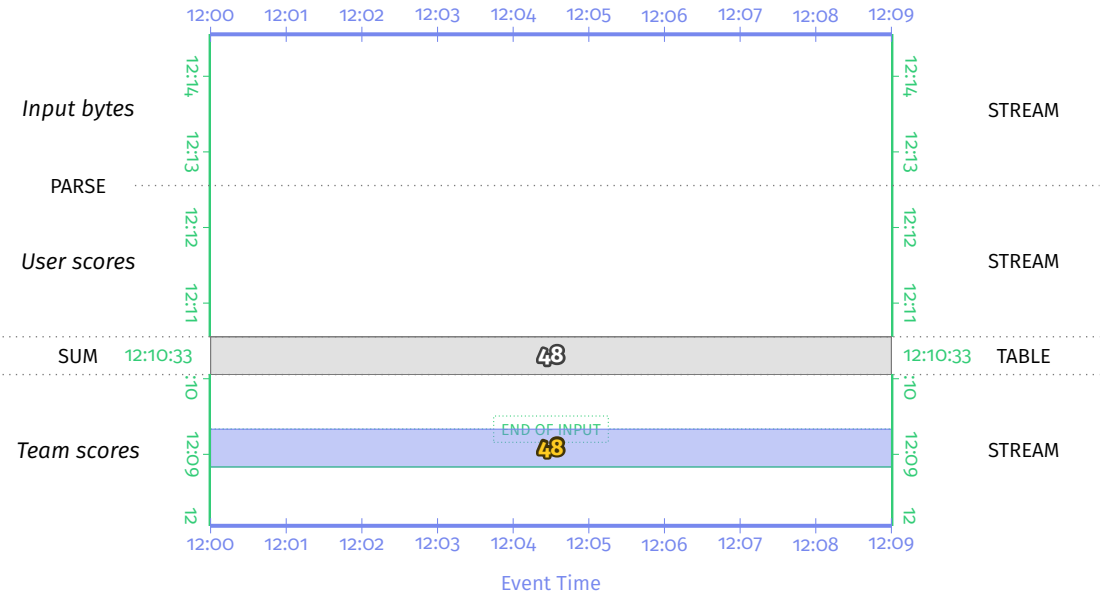 12:00 12:01 12:02 12:03 12:04 12:05 12:06 12:07 12:08 12:09
12:14 12:14
Input bytes STREAM
12:13 12:13
PARSE
12:12 12:12
User scores STREAM
12:11 12:11
SUM 12:10:33 48 12:10:33 TABLE
:10 :10
END OF INPUT
Team scores 12:09 48 12:09 STREAM
12 12
12:00 12:01 12:02 12:03 12:04 12:05 12:06 12:07 12:08 12:09
Event Time